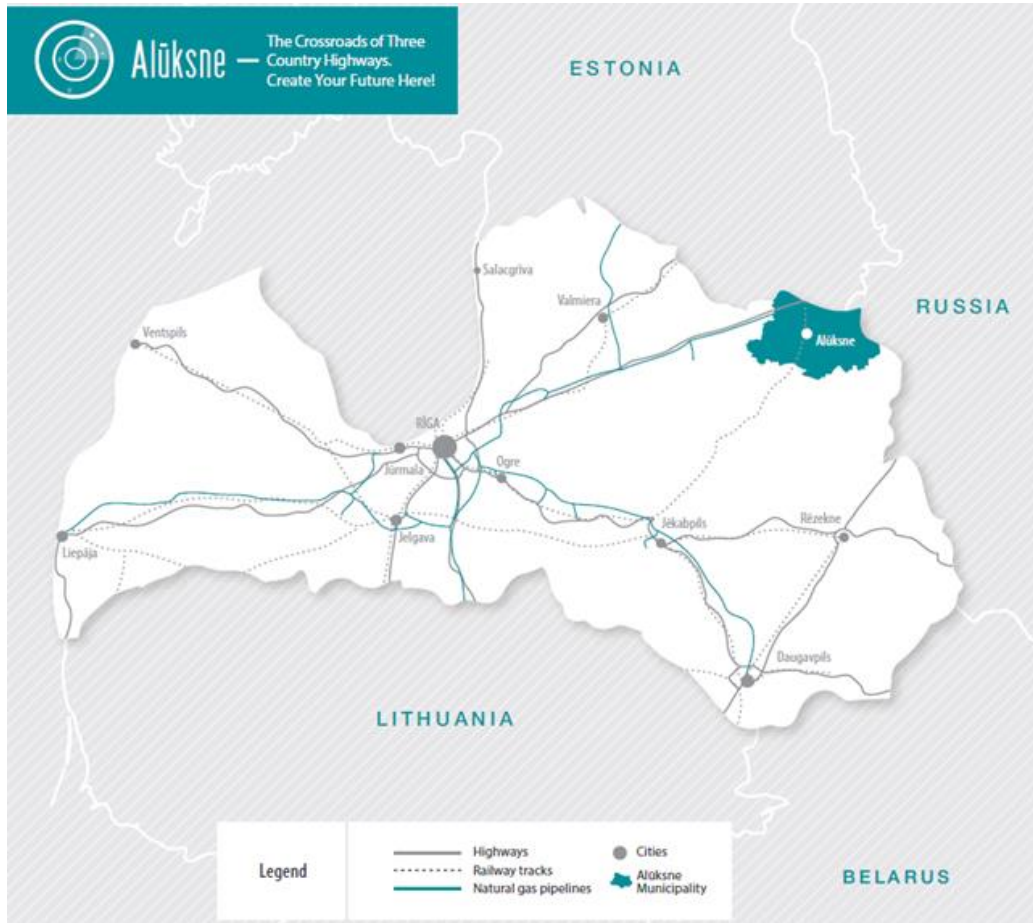 Alūksne —
The Crossroads of Three
Country Highways.
Create Your Future Here!
ESTONIA
Salacgrīva
Valmiera
RUSSIA
Ventspils
Alūksne
RĪGA
Jūrmala
Ogre
Jēkabpils
Rēzekne
Liepāja
Jelgava
Daugavpils
LITHUANIA
Legend
Highways
Railway tracks
Natural gas pipelines
Cities
Alūksne
Municipality
BELARUS